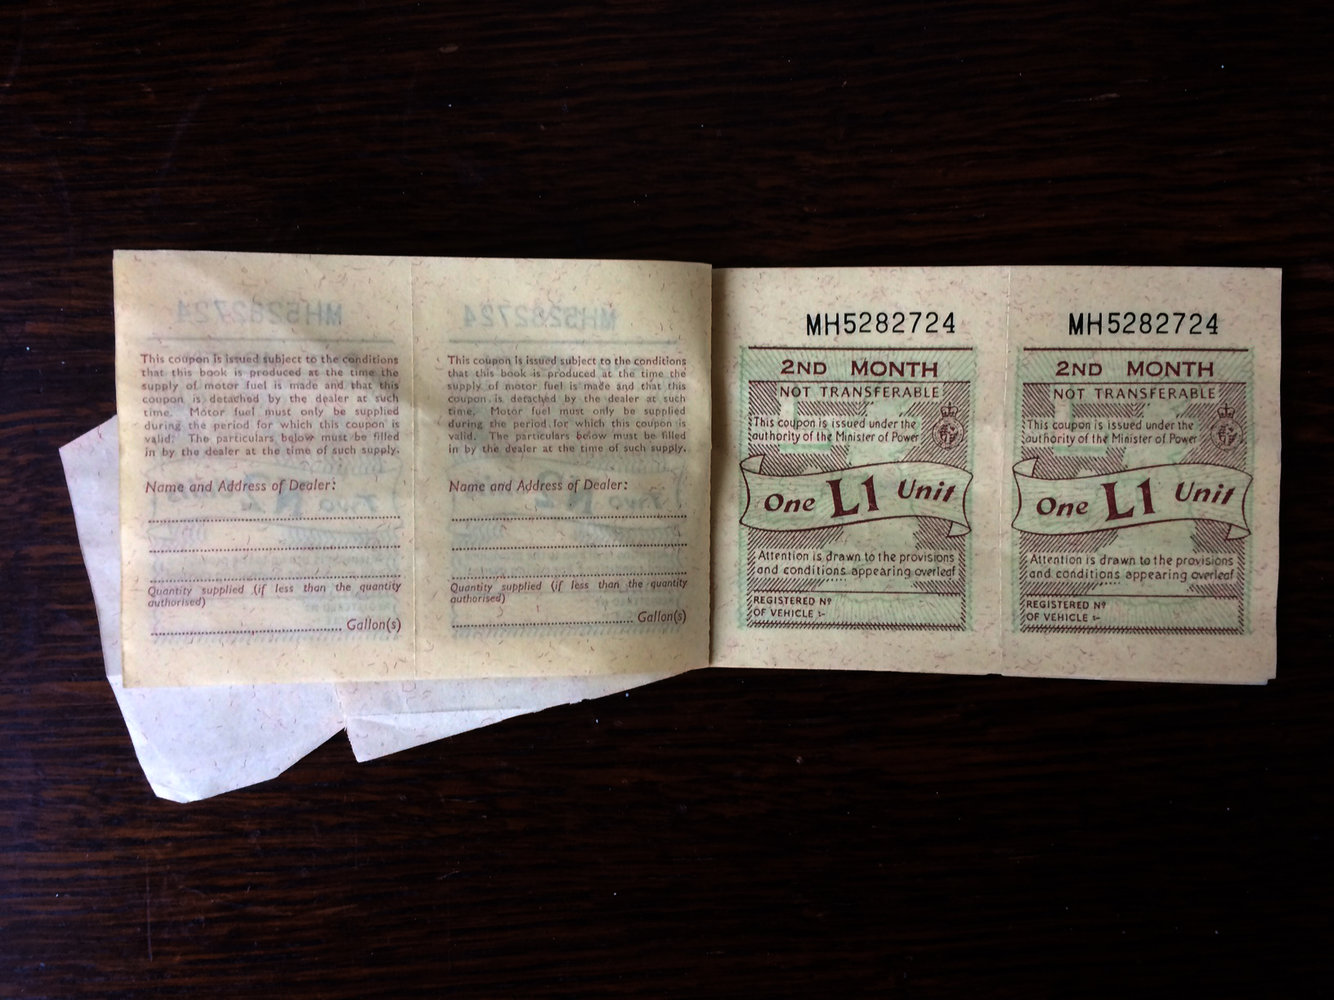 This coupon is issued subject to the conditions
that this book is produced at the time the
supply of motor fuel is made and that this
coupon is detached by the dealer at such
time. Motor fuel must only be supplied
during the period for which this coupon is
valid. The particulars below must be filled
in by the dealer at the time of such supply.
Name and Address of Dealer:
Quantity supplied (if less than the quantity
authorised)
Gallon(s)
This coupon is issued subject to the conditions
that this book is produced at the time the
supply of motor fuel is made and that this
coupon is detached by the dealer at such
time. Motor fuel must only be supplied
during the period for which this coupon is
valid. The particulars below must be filled
in by the dealer at the time of such supply.
Name and Address of Dealer:
Quantity supplied (if less than the quantity
authorised)
Gallon(s)
MH5282724
2ND MONTH
NOT TRANSFERABLE
This coupon is issued under the
authority of the Minister of Power
One L1 Unit
Attention is drawn to the provisions
and conditions appearing overleaf
REGISTERED Nº
OF VEHICLE :-
MH5282724
2ND MONTH
NOT TRANSFERABLE
This coupon is issued under the
authority of the Minister of Power
One L1 Unit
Attention is drawn to the provisions
and conditions appearing overleaf
REGISTERED Nº
OF VEHICLE :-